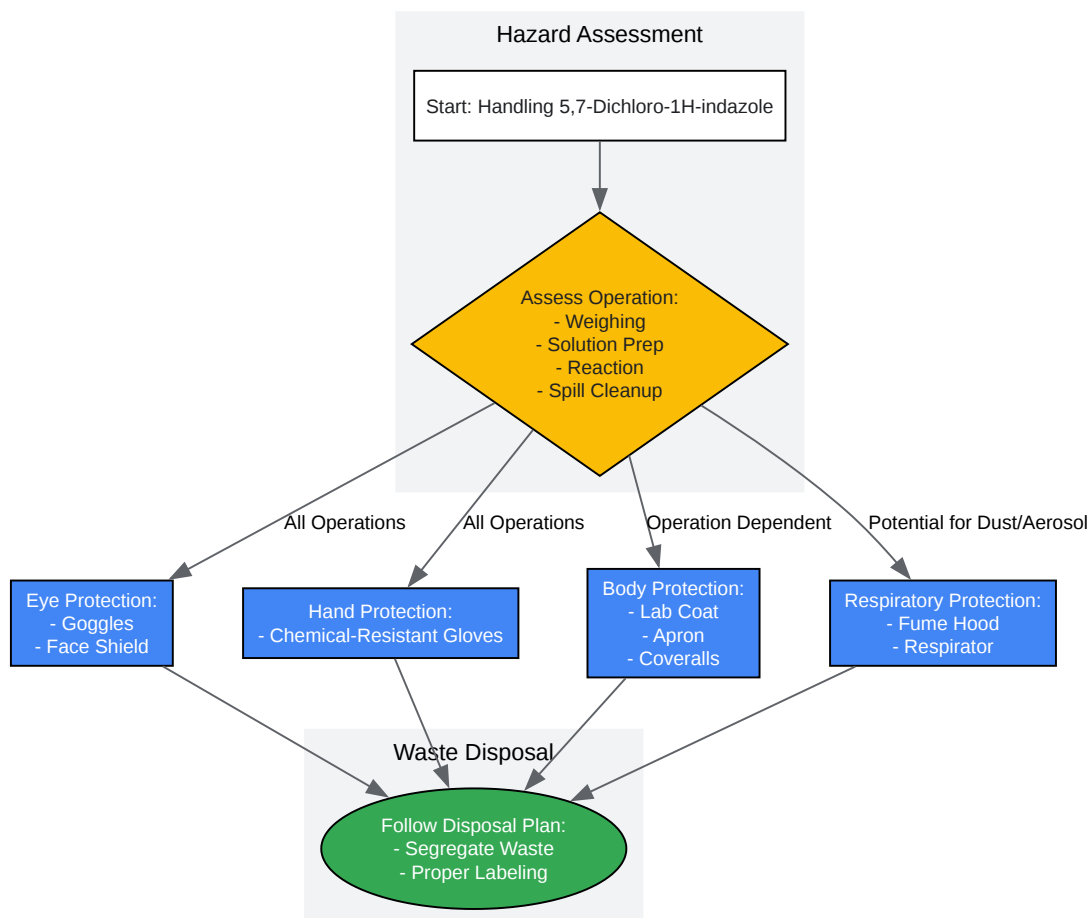 Hazard Assessment
Start: Handling 5,7-Dichloro-1H-indazole
Assess Operation:
- Weighing
- Solution Prep
- Reaction
- Spill Cleanup
All Operations
All Operations
Operation Dependent
Potential for Dust/Aerosol
Eye Protection:
- Goggles
- Face Shield
Hand Protection:
- Chemical-Resistant Gloves
Body Protection:
- Lab Coat
- Apron
- Coveralls
Respiratory Protection:
- Fume Hood
- Respirator
Waste Disposal
Follow Disposal Plan:
- Segregate Waste
- Proper Labeling